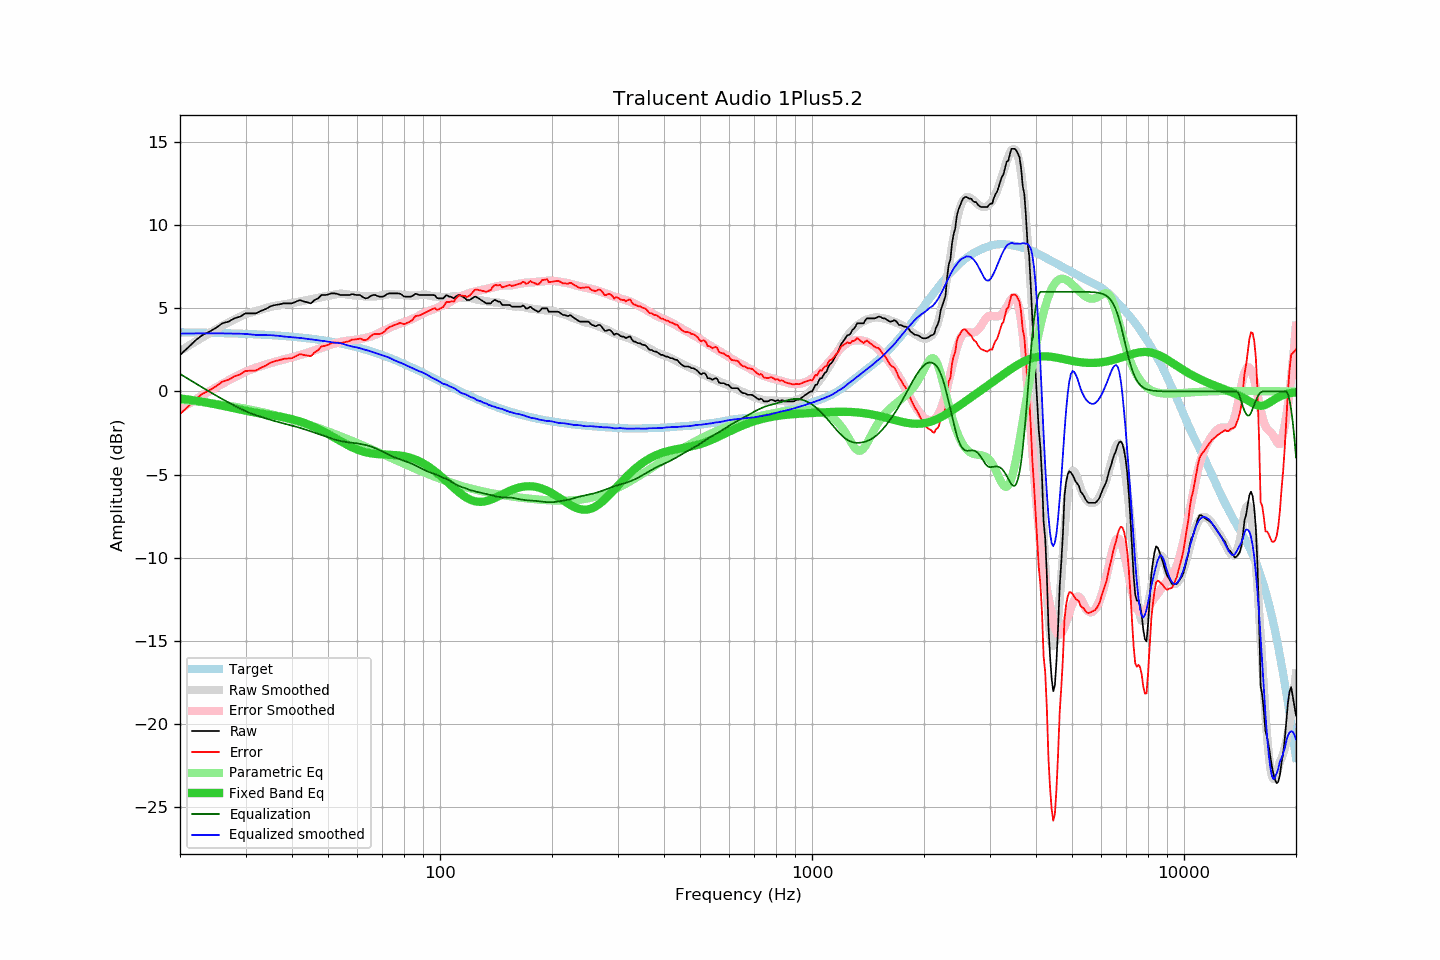 Tralucent Audio 1Plus5.2
15
10
5
0
−5
−10
−15
−20
−25
Amplitude (dBr)
Target
Raw Smoothed
Error Smoothed
Raw
Error
Parametric Eq
Fixed Band Eq
Equalization
Equalized smoothed
100
1000
10000
Frequency (Hz)